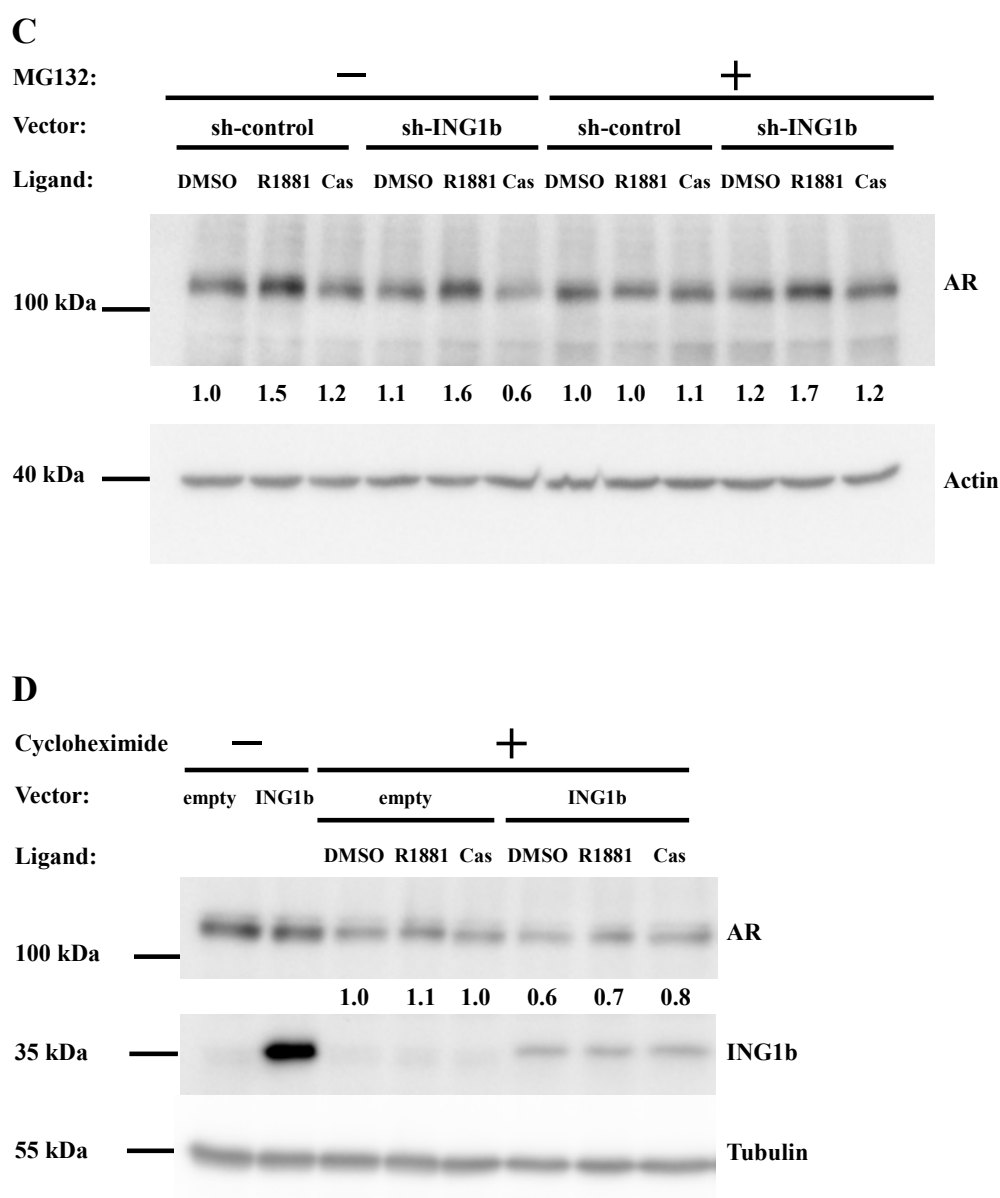 C
MG132: − +
Vector: sh-control sh-ING1b sh-control sh-ING1b
Ligand: DMSO R1881 Cas DMSO R1881 Cas DMSO R1881 Cas DMSO R1881 Cas
AR
100 kDa
1.0 1.5 1.2 1.1 1.6 0.6 1.0 1.0 1.1 1.2 1.7 1.2
40 kDa Actin
D
Cycloheximide − +
Vector: empty ING1b empty ING1b
Ligand: DMSO R1881 Cas DMSO R1881 Cas
AR
100 kDa
1.0 1.1 1.0 0.6 0.7 0.8
35 kDa ING1b
55 kDa Tubulin